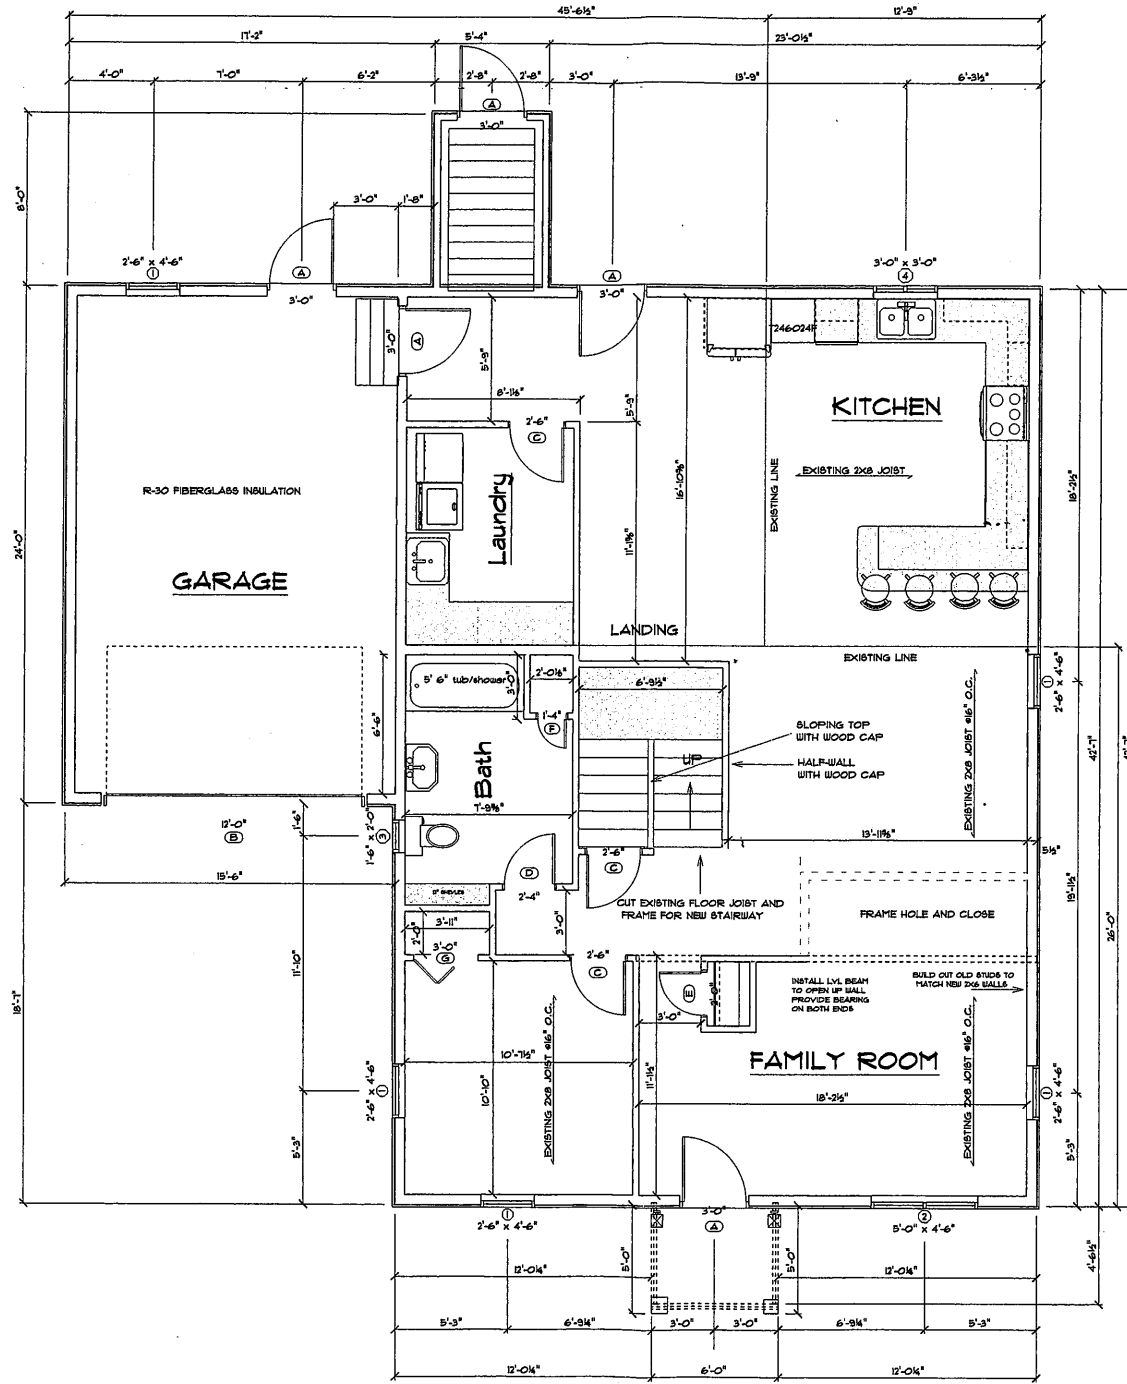 45'-6½"
12'-9"
17'-2"
5'-4"
23'-0½"
4'-0"
7'-0"
6'-2"
2'-8"
2'-8"
3'-0"
13'-9"
6'-3½"
A
3'-0"
8'-0"
3'-0"
1'-8"
2'-6" x 4'-6"
1
A
3'-0"
A
3'-0"
3'-0" x 3'-0"
4
3'-0"
A
5'-9"
8'-1½"
5'-9"
2'-6"
C
KITCHEN
EXISTING 2X8 JOIST
EXISTING LINE
16'-10⅝"
18'-2½"
R-30 FIBERGLASS INSULATION
Laundry
11'-1⅝"
24'-0"
GARAGE
LANDING
EXISTING LINE
5' 6" tub/shower
3'-0"
2'-0½"
6'-9½"
1'-4"
F
1
2'-6" x 4'-6"
6'-6"
Bath
SLOPING TOP
WITH WOOD CAP
UP
HALF-WALL
WITH WOOD CAP
EXISTING 2X8 JOIST @16" O.C.
42'-7"
7'-9⅝"
12'-0"
B
1'-6"
1'-6" x 2'-0"
3
13'-11⅝"
5½"
15'-6"
D
2'-4"
2'-6"
C
CUT EXISTING FLOOR JOIST AND
FRAME FOR NEW STAIRWAY
FRAME HOLE AND CLOSE
19'-1½"
26'-0"
3'-11"
2'-0"
3'-0"
G
3'-0"
2'-6"
C
11'-10"
18'-7"
E
2'-0"
3'-0"
INSTALL LVL BEAM
TO OPEN UP WALL
PROVIDE BEARING
ON BOTH ENDS
BUILD OUT OLD STUDS TO
MATCH NEW 2X6 WALLS
EXISTING 2X8 JOIST @16" O.C.
10'-7½"
10'-10"
11'-1½"
FAMILY ROOM
18'-2½"
EXISTING 2X8 JOIST @16" O.C.
2'-6" x 4'-6"
1
1
2'-6" x 4'-6"
5'-3"
5'-3"
1
2'-6" x 4'-6"
3'-0"
A
2
5'-0" x 4'-6"
5'-0"
5'-0"
4'-6½"
12'-0¼"
12'-0¼"
5'-3"
6'-9¼"
3'-0"
3'-0"
6'-9¼"
5'-3"
12'-0¼"
6'-0"
12'-0¼"